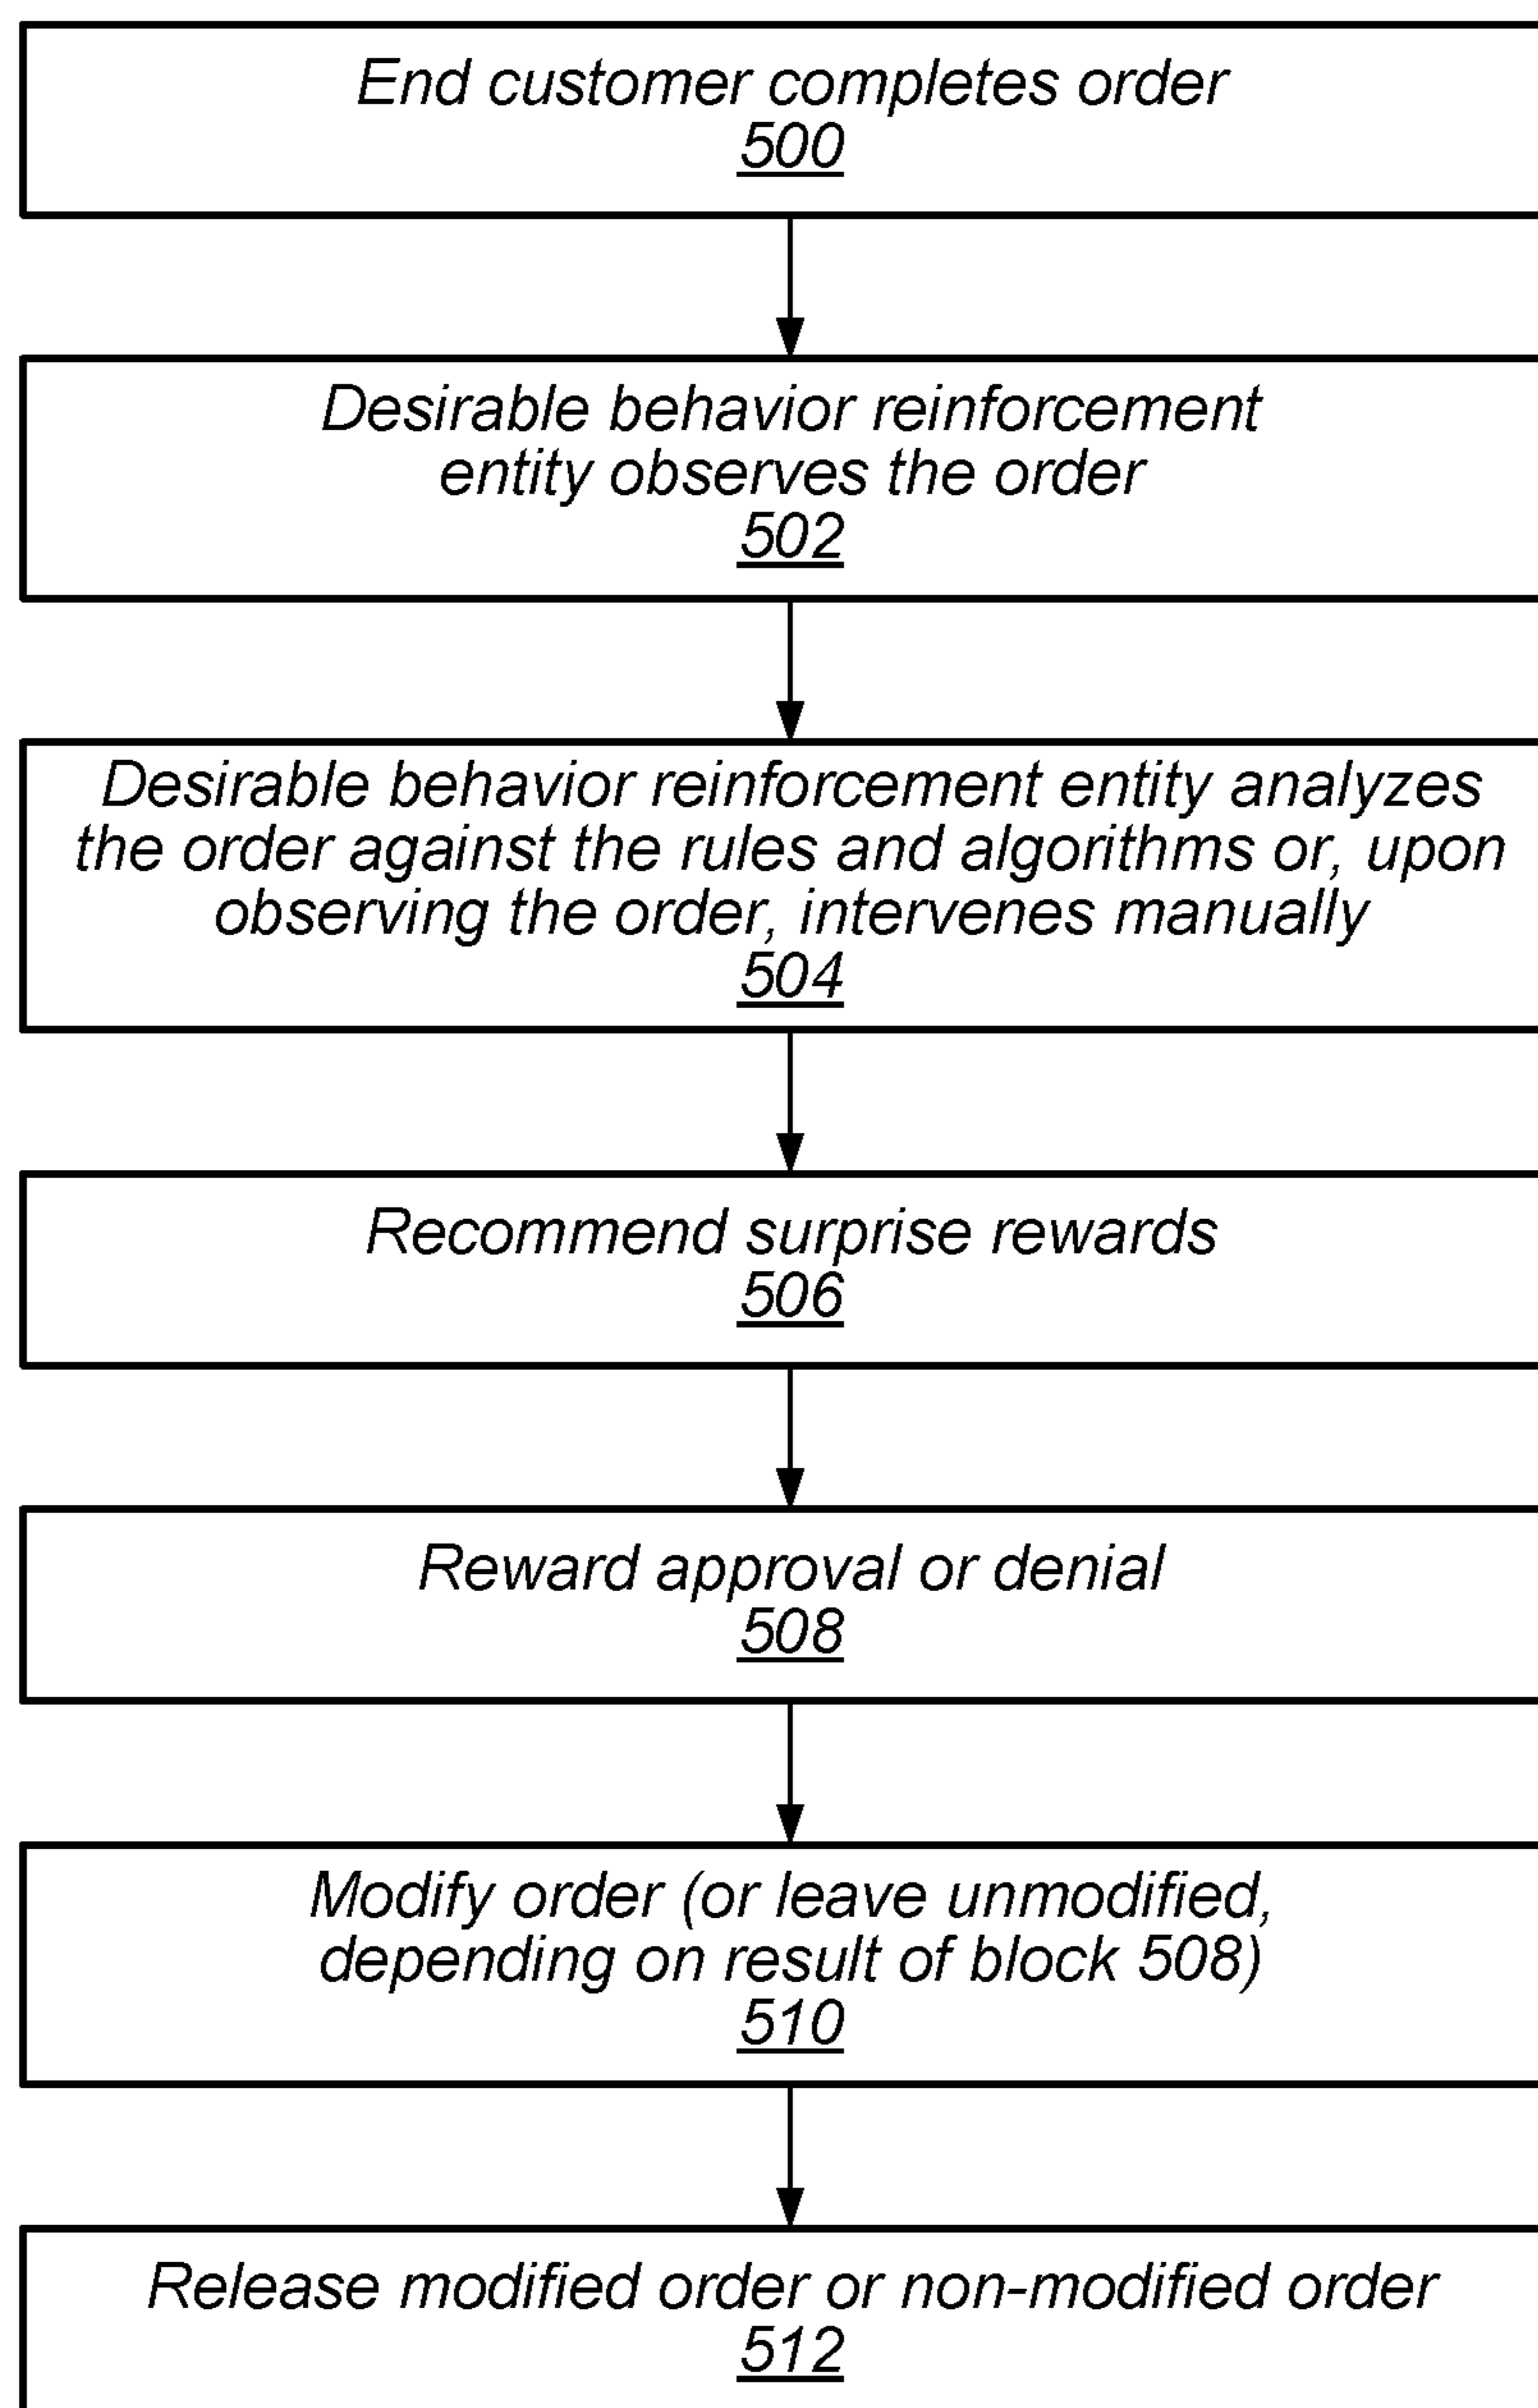 End customer completes order
500
Desirable behavior reinforcement
entity observes the order
502
Desirable behavior reinforcement entity analyzes
the order against the rules and algorithms or, upon
observing the order, intervenes manually
504
Recommend surprise rewards
506
Reward approval or denial
508
Modify order (or leave unmodified,
depending on result of block 508)
510
Release modified order or non-modified order
512